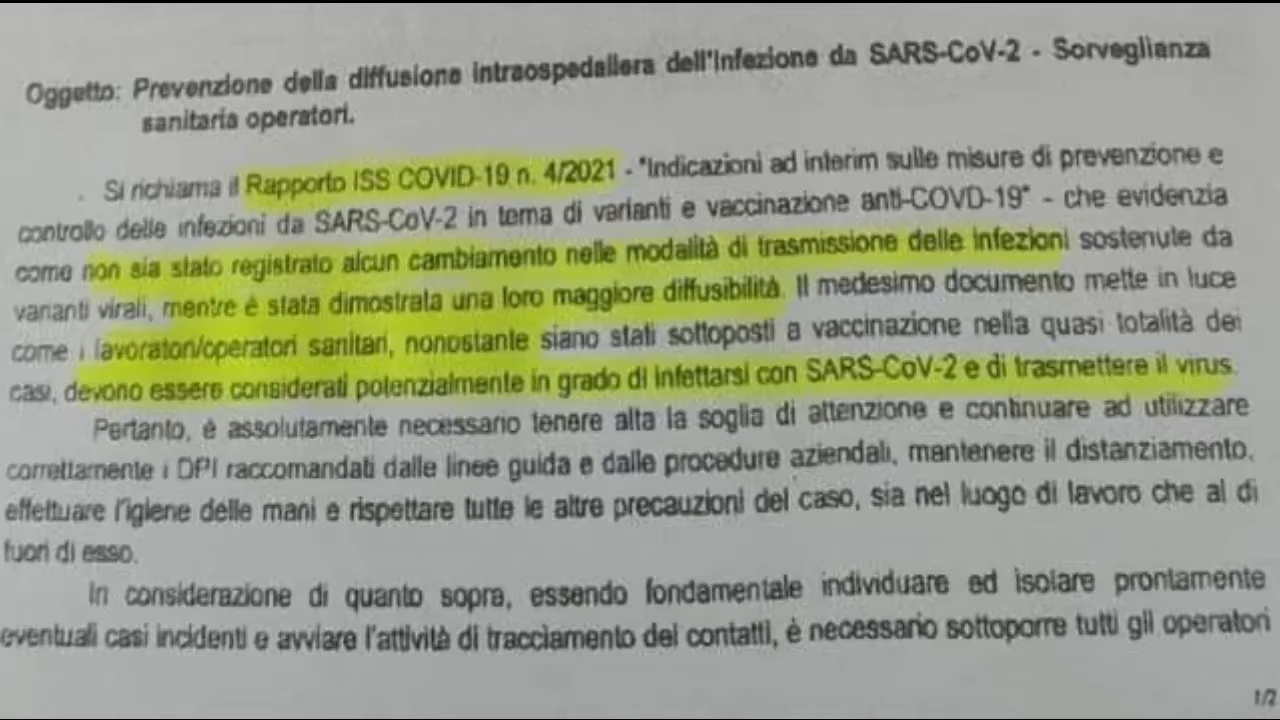 Oggetto: Prevenzione della diffusione intraospedaliera dell'infezione da SARS-CoV-2 - Sorveglianza
sanitaria operatori.
Si richiama il Rapporto ISS COVID-19 n. 4/2021 - "Indicazioni ad interim sulle misure di prevenzione e
controllo delle infezioni da SARS-CoV-2 in tema di varianti e vaccinazione anti-COVD-19" - che evidenzia
come non sia stato registrato alcun cambiamento nelle modalità di trasmissione delle infezioni sostenute da
varianti virali, mentre è stata dimostrata una loro maggiore diffusibilità. Il medesimo documento mette in luce
come i lavoratori/operatori sanitari, nonostante siano stati sottoposti a vaccinazione nella quasi totalità dei
casi, devono essere considerati potenzialmente in grado di infettarsi con SARS-CoV-2 e di trasmettere il virus.
Pertanto, è assolutamente necessario tenere alta la soglia di attenzione e continuare ad utilizzare
correttamente i DPI raccomandati dalle linee guida e dalle procedure aziendali, mantenere il distanziamento,
effettuare l'igiene delle mani e rispettare tutte le altre precauzioni del caso, sia nel luogo di lavoro che al di
fuori di esso.
In considerazione di quanto sopra, essendo fondamentale individuare ed isolare prontamente
eventuali casi incidenti e avviare l'attività di tracciamento dei contatti, è necessario sottoporre tutti gli operatori
1/2